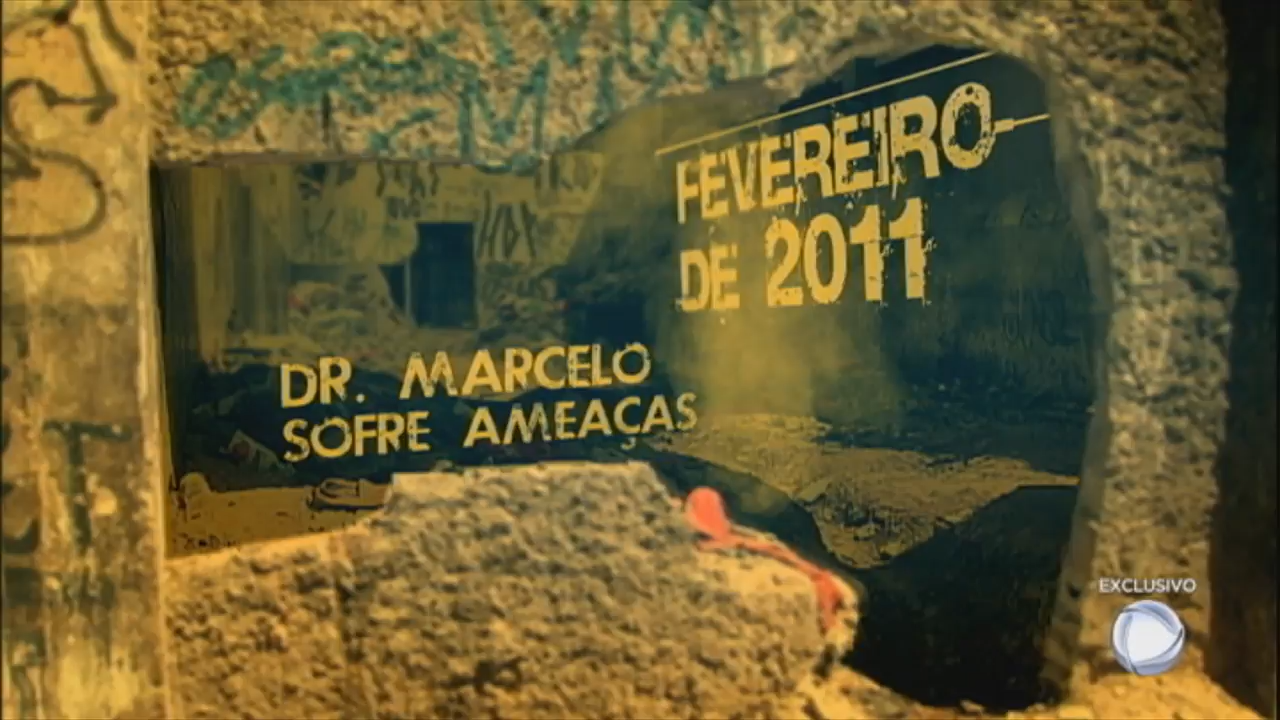 FEVEREIRO
DE 2011
DR. MARCELO
SOFRE AMEAÇAS
EXCLUSIVO